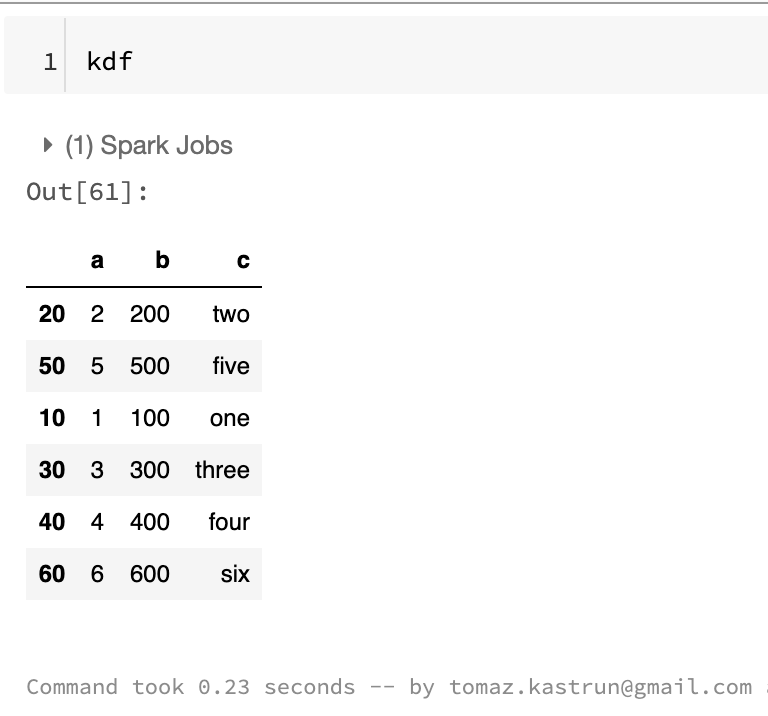 1 kdf
(1) Spark Jobs
Out[61]:
a b c
20 2 200 two
50 5 500 five
10 1 100 one
30 3 300 three
40 4 400 four
60 6 600 six
Command took 0.23 seconds -- by tomaz.kastrun@gmail.com